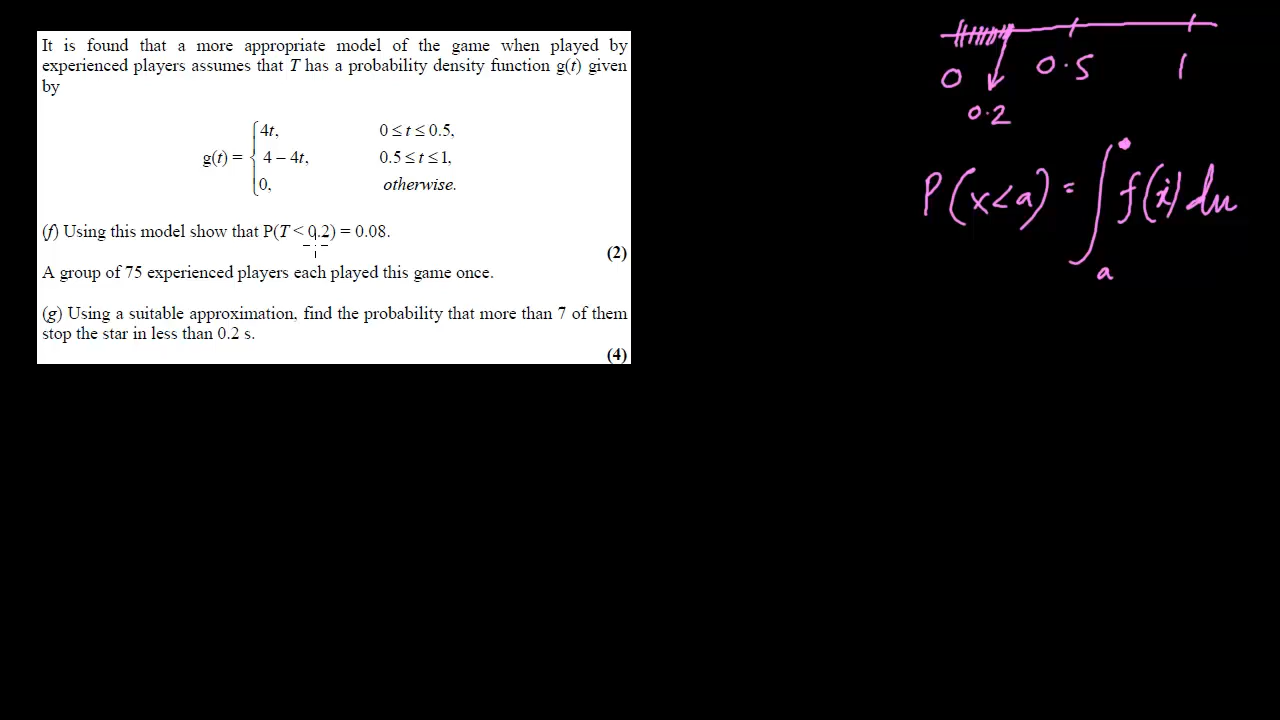 It is found that a more appropriate model of the game when played by
experienced players assumes that T has a probability density function g(t) given
by
g(t) = { 4t, 0 ≤ t ≤ 0.5,
4 − 4t, 0.5 ≤ t ≤ 1,
0, otherwise.
(f) Using this model show that P(T < 0.2) = 0.08.
(2)
A group of 75 experienced players each played this game once.
(g) Using a suitable approximation, find the probability that more than 7 of them
stop the star in less than 0.2 s.
(4)
0 0.5 1
0.2
P(x<a) = ∫ f(x) dx
a